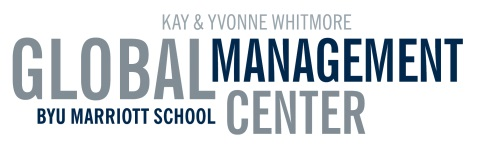 KAY & YVONNE WHITMORE
GLOBAL MANAGEMENT
BYU MARRIOTT SCHOOL CENTER